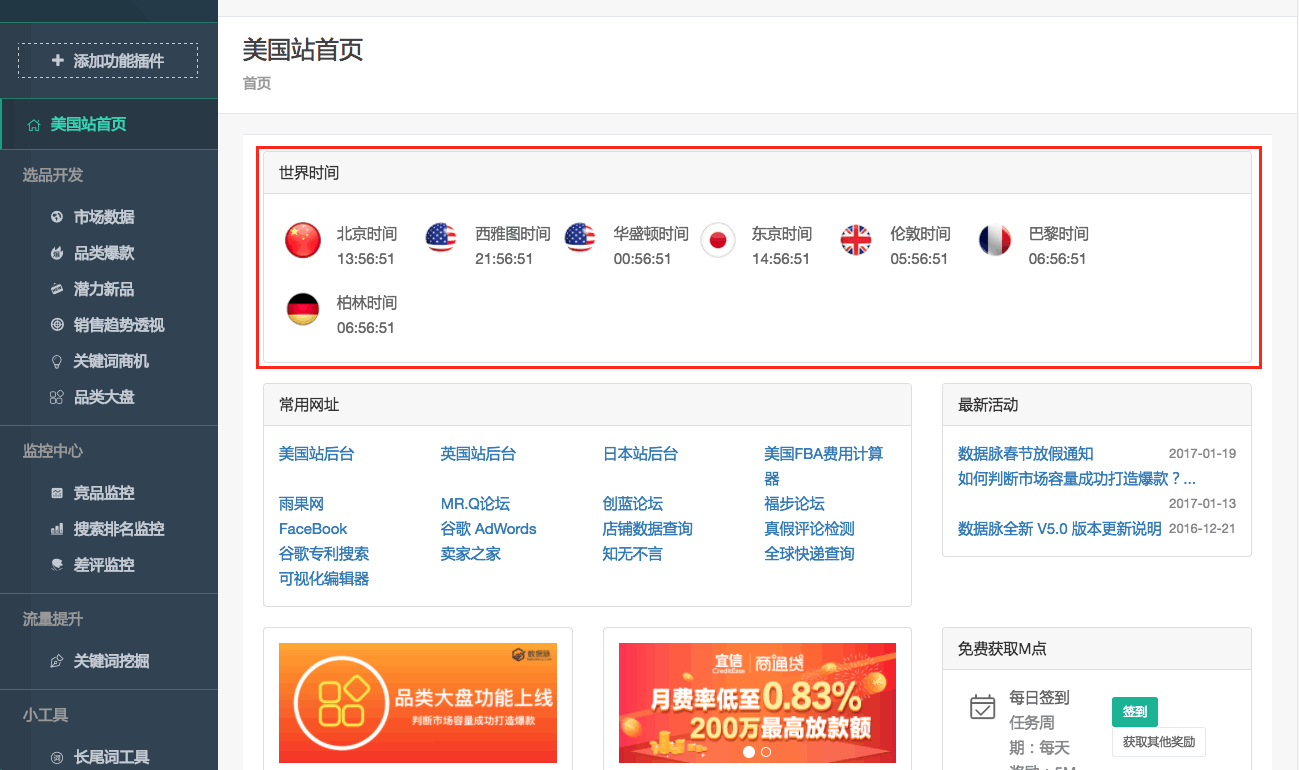 添加功能插件
美国站首页
选品开发
市场数据
品类爆款
潜力新品
销售趋势透视
关键词商机
品类大盘
监控中心
竞品监控
搜索排名监控
差评监控
流量提升
关键词挖掘
小工具
长尾词工具
美国站首页
首页
世界时间
北京时间 西雅图时间 华盛顿时间 东京时间 伦敦时间 巴黎时间
13:56:51 21:56:51 00:56:51 14:56:51 05:56:51 06:56:51
柏林时间
06:56:51
常用网址
美国站后台 英国站后台 日本站后台 美国FBA费用计算
器
雨果网 MR.Q论坛 创蓝论坛 福步论坛
FaceBook 谷歌 AdWords 店铺数据查询 真假评论检测
谷歌专利搜索 卖家之家 知无不言 全球快递查询
可视化编辑器
最新活动
数据脉春节放假通知 2017-01-19
如何判断市场容量成功打造爆款？...
2017-01-13
数据脉全新 V5.0 版本更新说明 2016-12-21
数据脉
品类大盘功能上线
判断市场容量成功打造爆款
宜信 商通贷
CreditEase
月费率低至0.83%
200万最高放款额
免费获取M点
每日签到
任务周
期：每天
签到
获取其他奖励